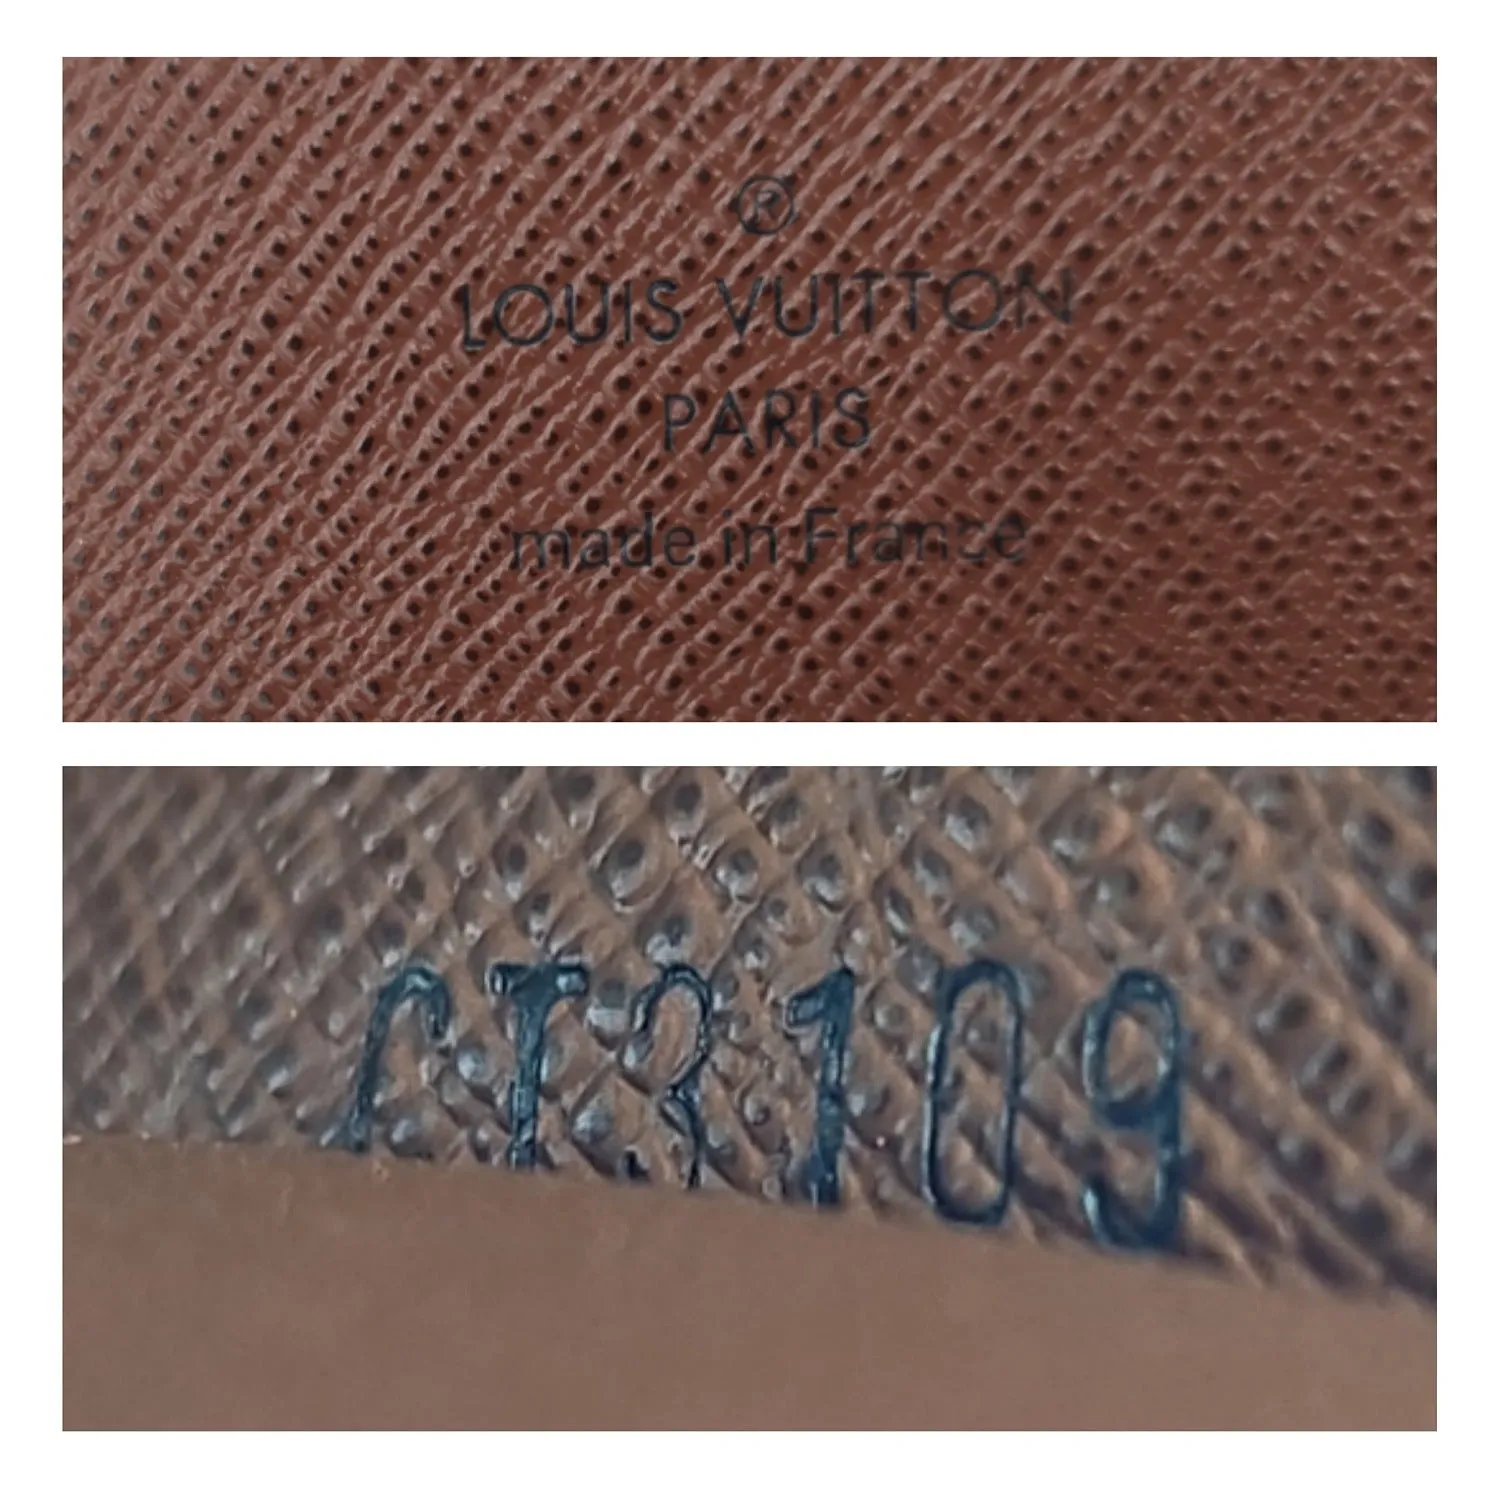 ®
LOUIS VUITTON
PARIS
made in France
CT3109